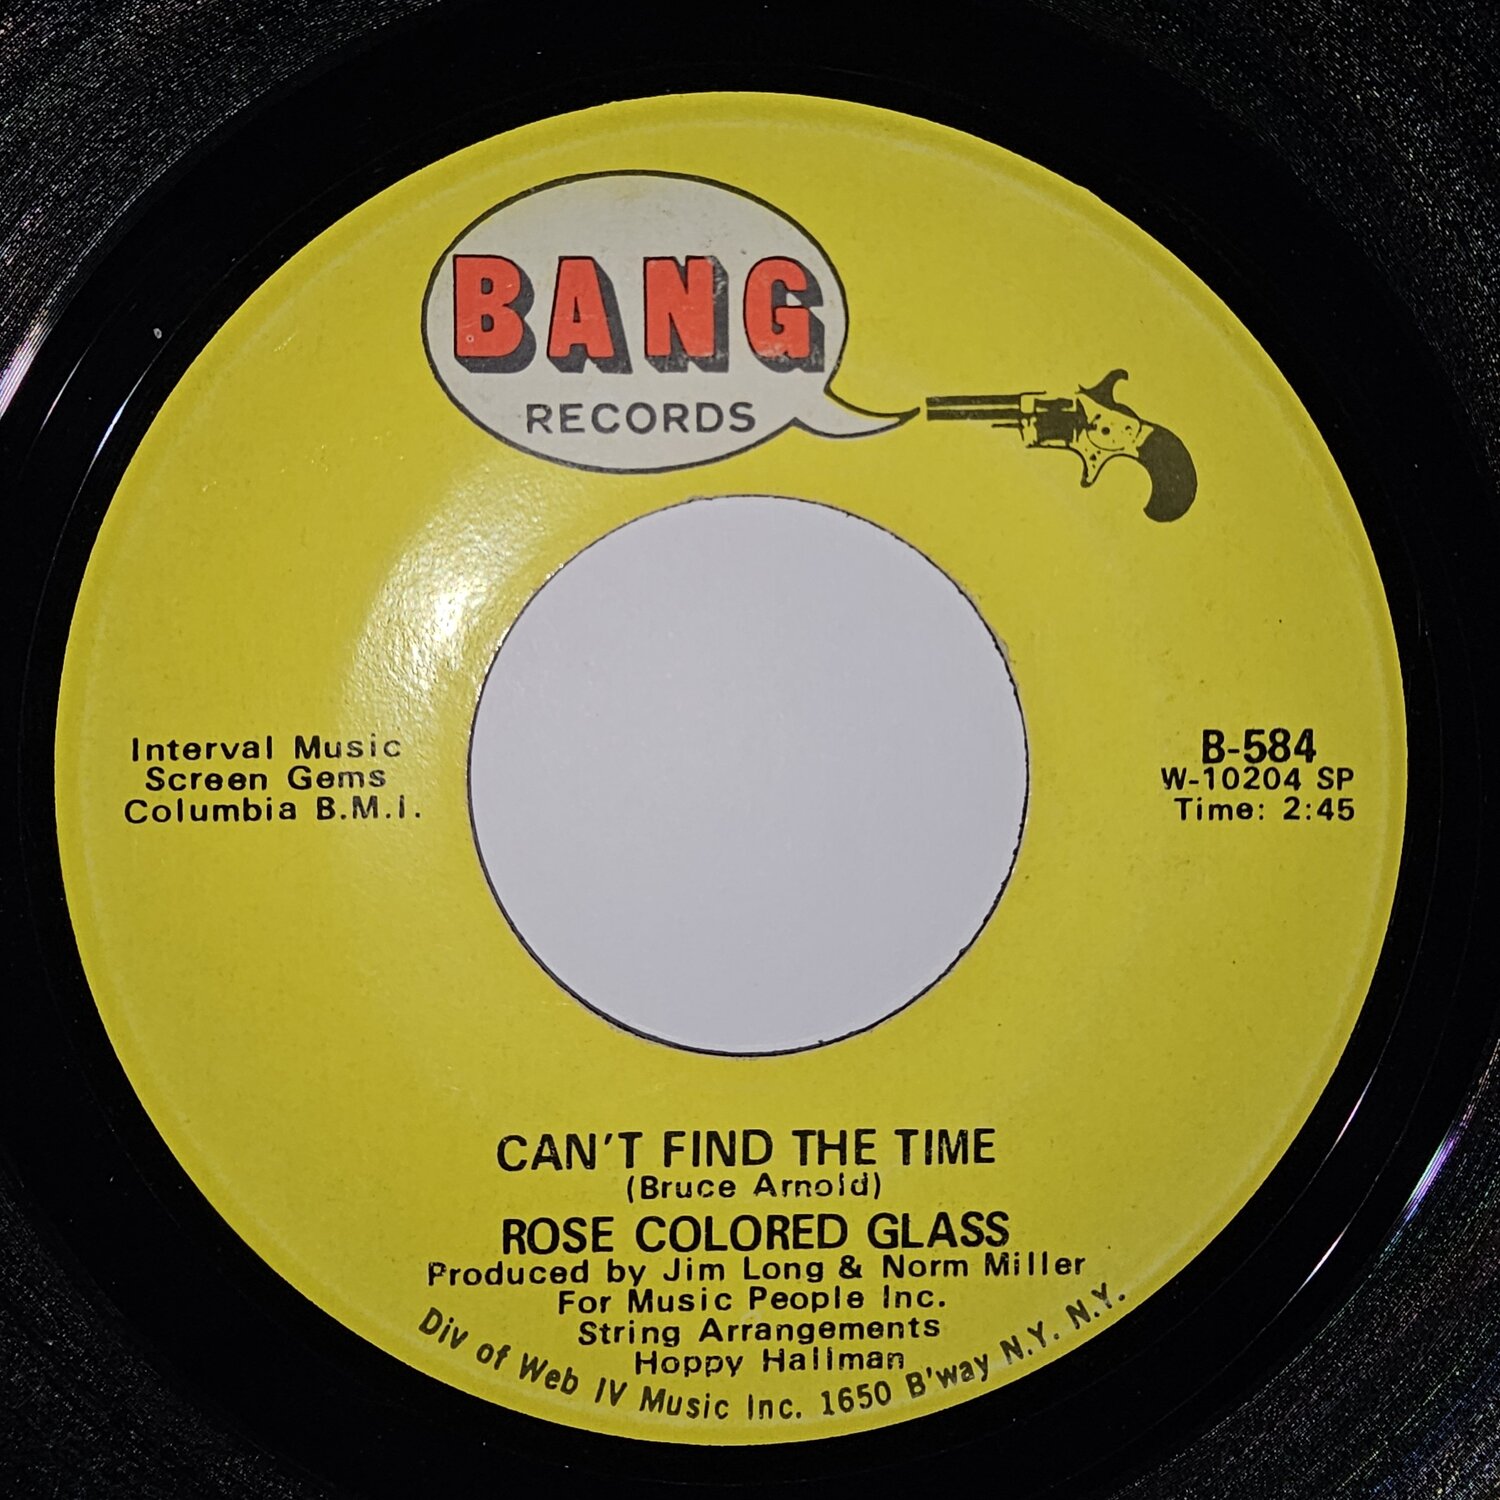 BANG
RECORDS
Interval Music
Screen Gems
Columbia B.M.I.
B-584
W-10204 SP
Time: 2:45
CAN'T FIND THE TIME
(Bruce Arnold)
ROSE COLORED GLASS
Produced by Jim Long & Norm Miller
For Music People Inc.
String Arrangements
Hoppy Hallman
Div of Web IV Music Inc. 1650 B'way N.Y. N.Y.